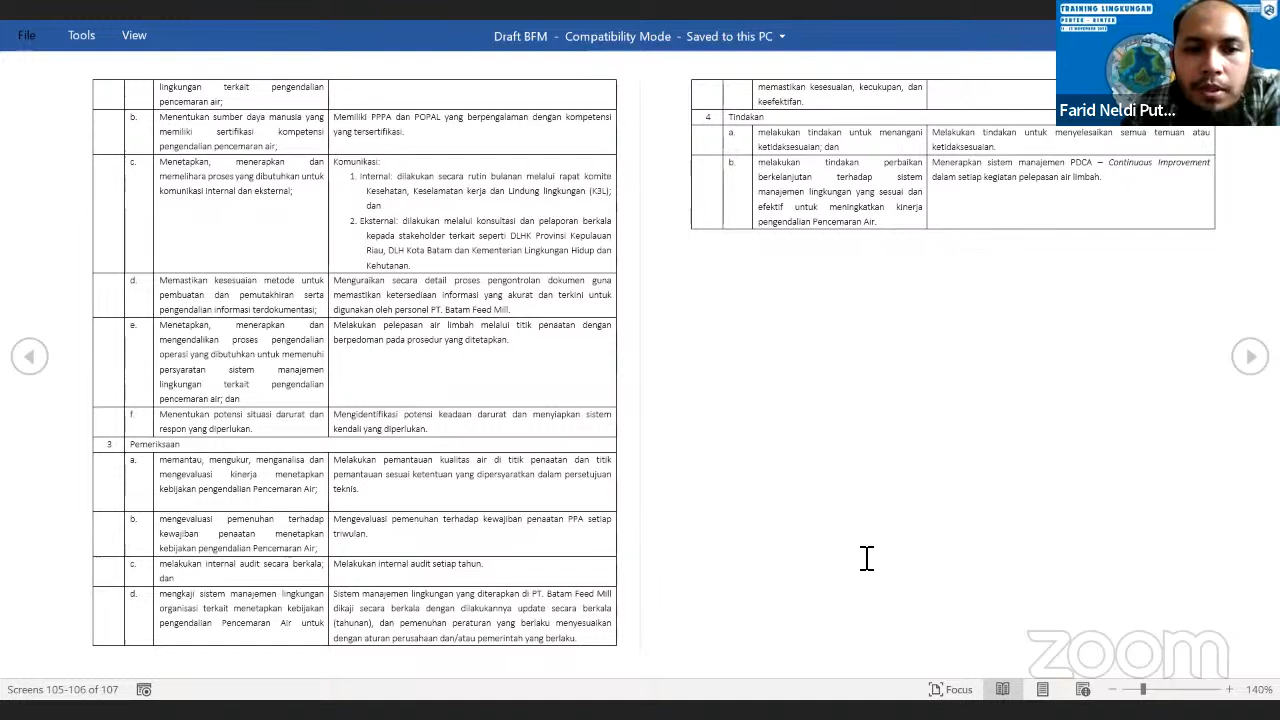 File Tools View
Draft BFM - Compatibility Mode - Saved to this PC
TRAINING LINGKUNGAN
PERTEK - RINTEK
Farid Neldi Put...
lingkungan terkait pengendalian
pencemaran air;
b. Menentukan sumber daya manusia yang
memiliki sertifikasi kompetensi
pengendalian pencemaran air;
Memiliki PPPA dan POPAL yang berpengalaman dengan kompetensi
yang tersertifikasi.
c. Menetapkan, menerapkan dan
memelihara proses yang dibutuhkan untuk
komunikasi internal dan eksternal;
Komunikasi:
1. Internal: dilakukan secara rutin bulanan melalui rapat komite
Kesehatan, Keselamatan kerja dan Lindung lingkungan (K3L);
dan
2. Eksternal: dilakukan melalui konsultasi dan pelaporan berkala
kepada stakeholder terkait seperti DLHK Provinsi Kepulauan
Riau, DLH Kota Batam dan Kementerian Lingkungan Hidup dan
Kehutanan.
d. Memastikan kesesuaian metode untuk
pembuatan dan pemutakhiran serta
pengendalian informasi terdokumentasi;
Menguraikan secara detail proses pengontrolan dokumen guna
memastikan ketersediaan informasi yang akurat dan terkini untuk
digunakan oleh personel PT. Batam Feed Mill.
e. Menetapkan, menerapkan dan
mengendalikan proses pengendalian
operasi yang dibutuhkan untuk memenuhi
persyaratan sistem manajemen
lingkungan terkait pengendalian
pencemaran air; dan
Melakukan pelepasan air limbah melalui titik penaatan dengan
berpedoman pada prosedur yang ditetapkan.
f. Menentukan potensi situasi darurat dan
respon yang diperlukan.
Mengidentifikasi potensi keadaan darurat dan menyiapkan sistem
kendali yang diperlukan.
3 Pemeriksaan
a. memantau, mengukur, menganalisa dan
mengevaluasi kinerja menetapkan
kebijakan pengendalian Pencemaran Air;
Melakukan pemantauan kualitas air di titik penaatan dan titik
pemantauan sesuai ketentuan yang dipersyaratkan dalam persetujuan
teknis.
b. mengevaluasi pemenuhan terhadap
kewajiban penaatan menetapkan
kebijakan pengendalian Pencemaran Air;
Mengevaluasi pemenuhan terhadap kewajiban penaatan PPA setiap
triwulan.
c. melakukan internal audit secara berkala;
dan
Melakukan internal audit setiap tahun.
d. mengkaji sistem manajemen lingkungan
organisasi terkait menetapkan kebijakan
pengendalian Pencemaran Air untuk
Sistem manajemen lingkungan yang diterapkan di PT. Batam Feed Mill
dikaji secara berkala dengan dilakukannya update secara berkala
(tahunan), dan pemenuhan peraturan yang berlaku menyesuaikan
dengan aturan perusahaan dan/atau pemerintah yang berlaku.
memastikan kesesuaian, kecukupan, dan
keefektifan.
4 Tindakan
a. melakukan tindakan untuk menangani
ketidaksesuaian; dan
Melakukan tindakan untuk menyelesaikan semua temuan atau
ketidaksesuaian.
b. melakukan tindakan perbaikan
berkelanjutan terhadap sistem
manajemen lingkungan yang sesuai dan
efektif untuk meningkatkan kinerja
pengendalian Pencemaran Air.
Menerapkan sistem manajemen PDCA – Continuous Improvement
dalam setiap kegiatan pelepasan air limbah.
zoom
Screens 105-106 of 107
Focus
140%